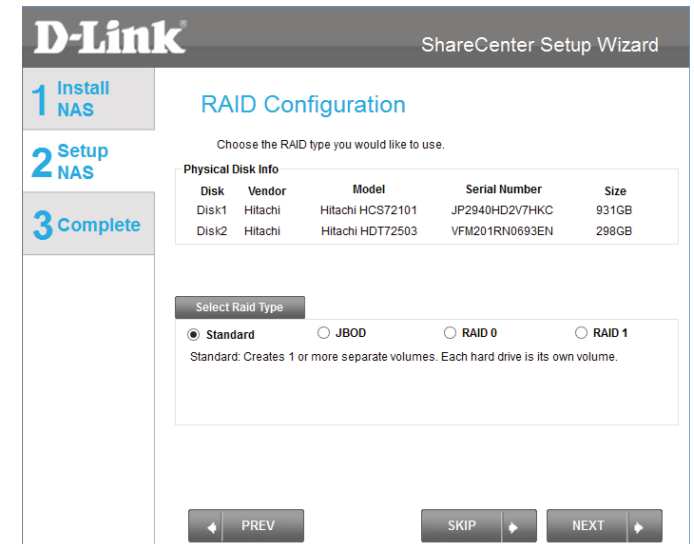 D-Link®
ShareCenter Setup Wizard
1 Install NAS
2 Setup NAS
3 Complete
RAID Configuration
Choose the RAID type you would like to use.
Physical Disk Info
Disk Vendor Model Serial Number Size
Disk1 Hitachi Hitachi HCS72101 JP2940HD2V7HKC 931GB
Disk2 Hitachi Hitachi HDT72503 VFM201RN0693EN 298GB
Select Raid Type
Standard JBOD RAID 0 RAID 1
Standard: Creates 1 or more separate volumes. Each hard drive is its own volume.
PREV SKIP NEXT